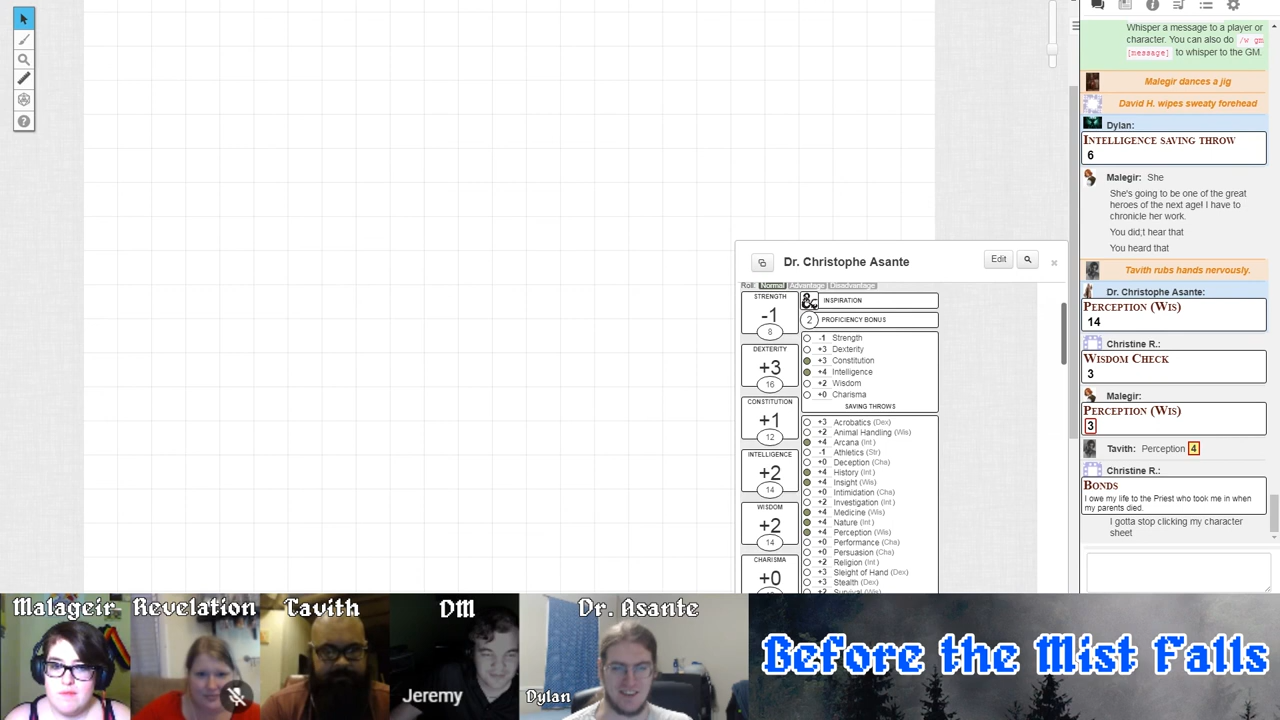 Whisper a message to a player or
character. You can also do /w gm
[message] to whisper to the GM.
Malegir dances a jig
David H. wipes sweaty forehead
Dylan:
INTELLIGENCE SAVING THROW
6
Malegir: She
She's going to be one of the great
heroes of the next age! I have to
chronicle her work.
You did;t hear that
You heard that
Tavith rubs hands nervously.
Dr. Christophe Asante:
PERCEPTION (WIS)
14
Christine R.:
WISDOM CHECK
3
Malegir:
PERCEPTION (WIS)
3
Tavith: Perception 4
Christine R.:
BONDS
I owe my life to the Priest who took me in when
my parents died.
I gotta stop clicking my character
sheet
Dr. Christophe Asante
Edit
Roll: Normal Advantage Disadvantage
STRENGTH
-1
8
DEXTERITY
+3
16
CONSTITUTION
+1
12
INTELLIGENCE
+2
14
WISDOM
+2
14
CHARISMA
+0
INSPIRATION
2 PROFICIENCY BONUS
-1 Strength
+3 Dexterity
+3 Constitution
+4 Intelligence
+2 Wisdom
+0 Charisma
SAVING THROWS
+3 Acrobatics (Dex)
+2 Animal Handling (Wis)
+4 Arcana (Int)
-1 Athletics (Str)
+0 Deception (Cha)
+4 History (Int)
+4 Insight (Wis)
+0 Intimidation (Cha)
+2 Investigation (Int)
+4 Medicine (Wis)
+4 Nature (Int)
+4 Perception (Wis)
+0 Performance (Cha)
+0 Persuasion (Cha)
+2 Religion (Int)
+3 Sleight of Hand (Dex)
+3 Stealth (Dex)
+2 Survival (Wis)
Malageir
Revelation
Tavith
DM
Jeremy
Dr. Asante
Dylan
Before the Mist Falls